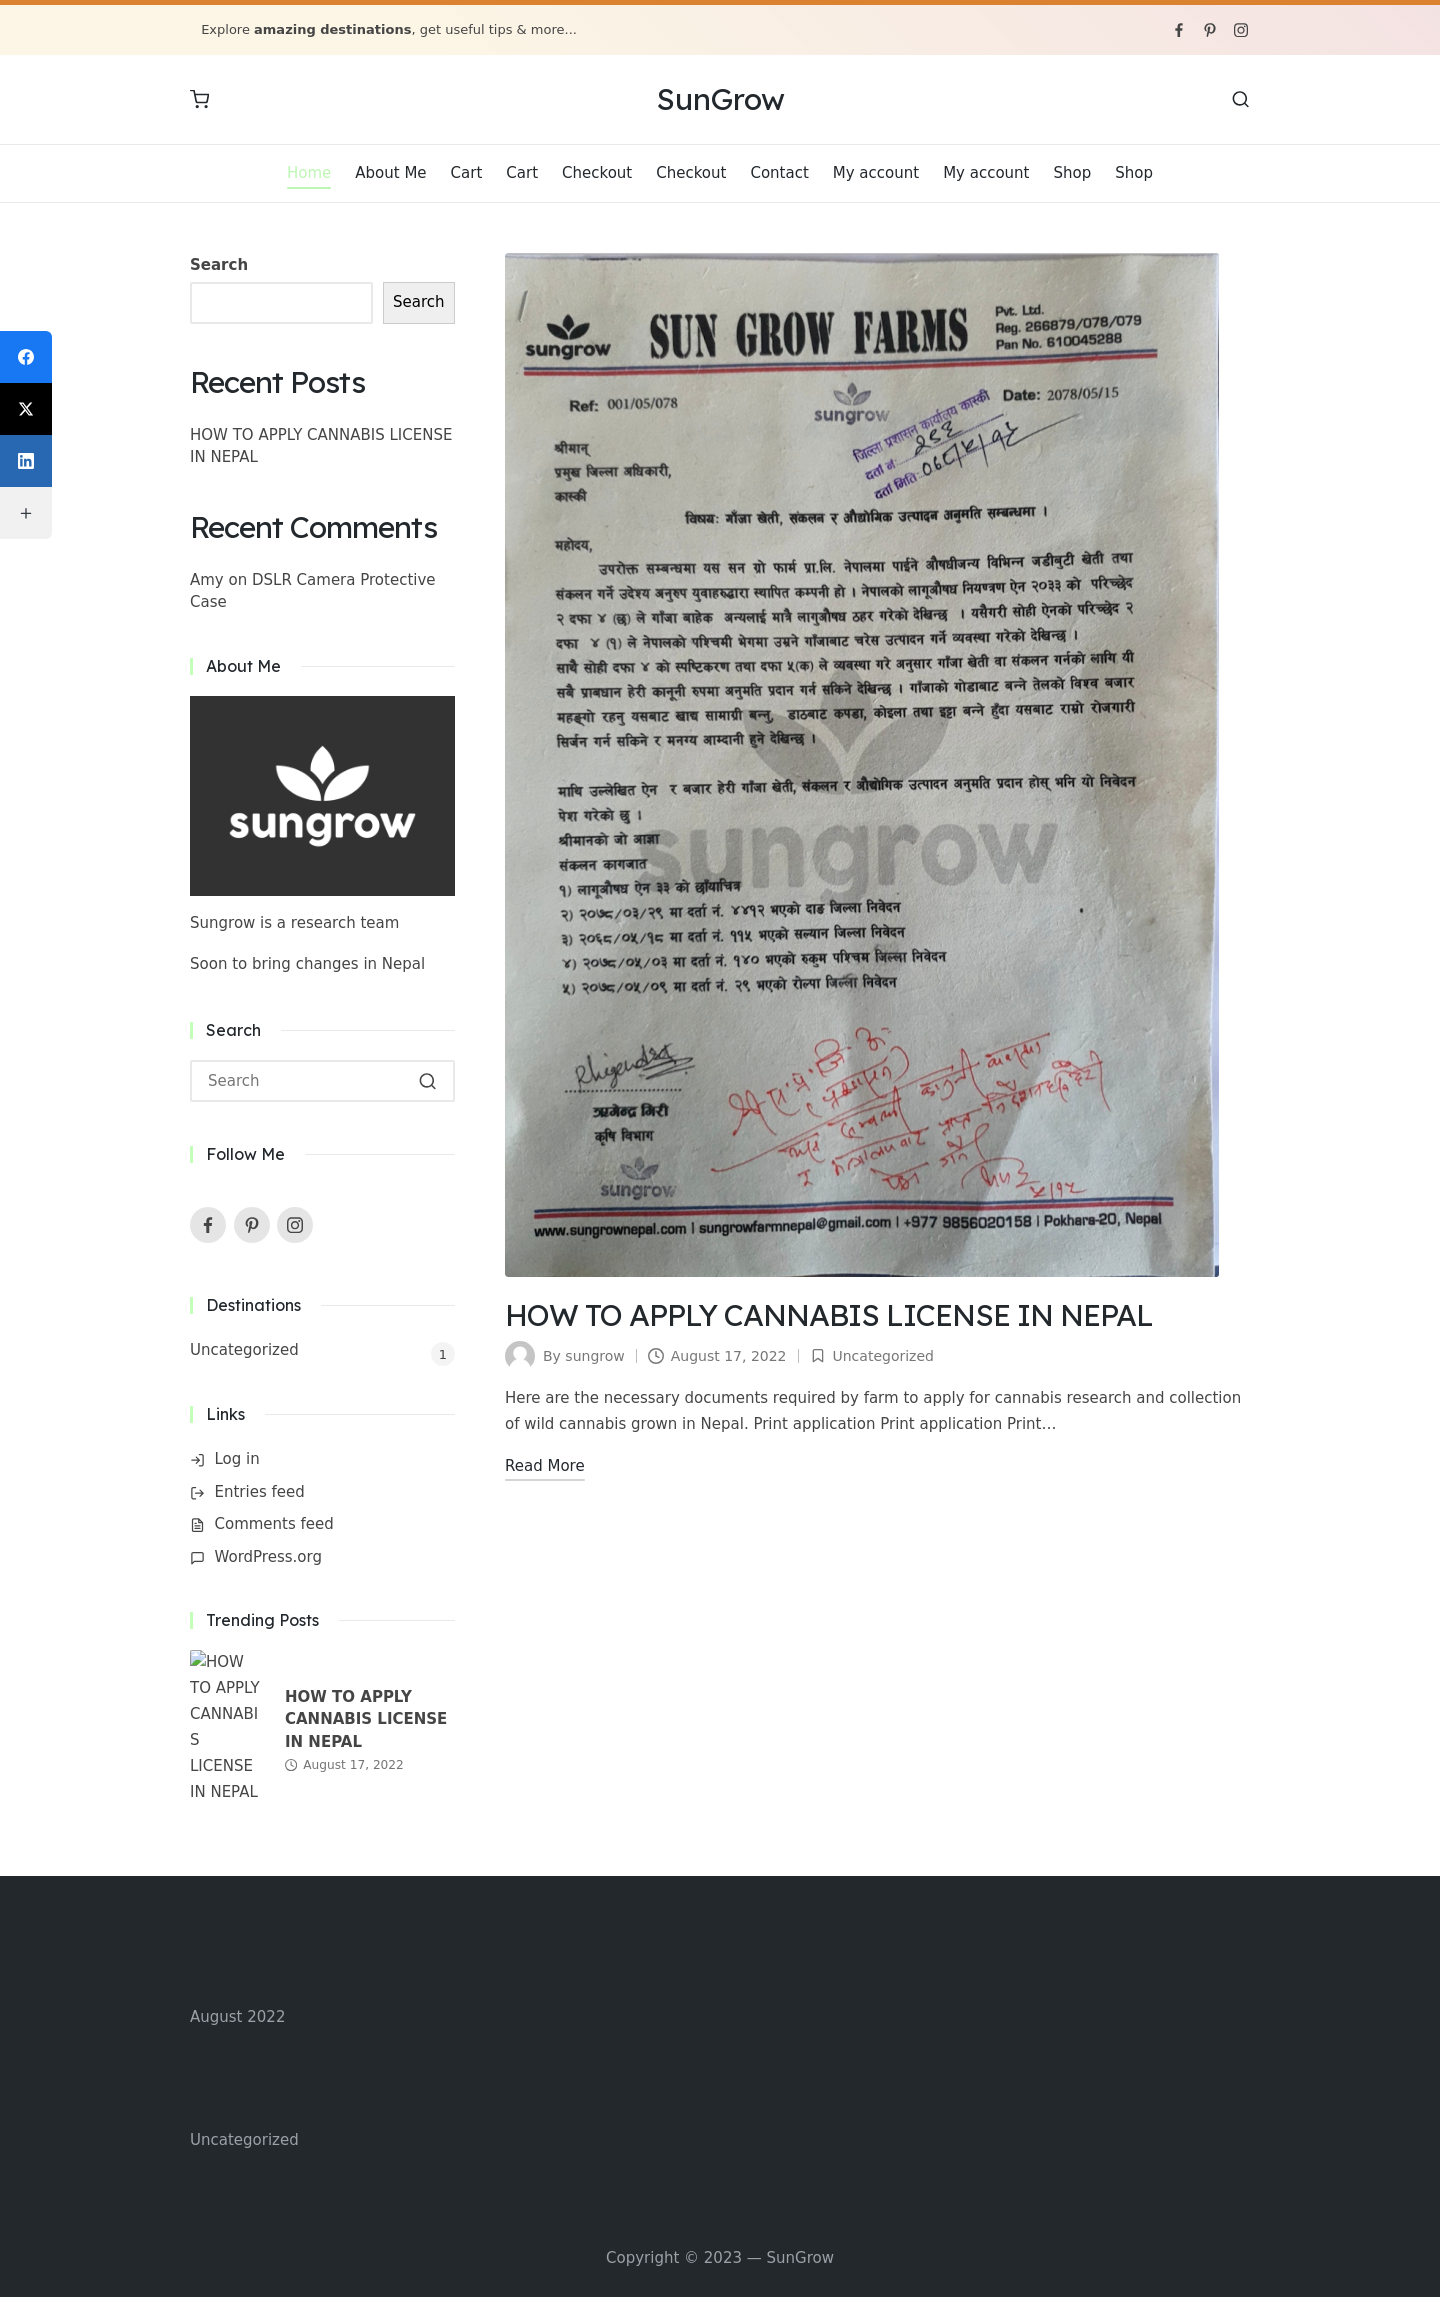 Explore amazing destinations, get useful tips & more...
SunGrow
Home About Me Cart Cart Checkout Checkout Contact My account My account Shop Shop
Search
Search
Recent Posts
HOW TO APPLY CANNABIS LICENSE
IN NEPAL
Recent Comments
Amy on DSLR Camera Protective
Case
About Me
sungrow
Sungrow is a research team
Soon to bring changes in Nepal
Search
Search
Follow Me
Destinations
Uncategorized 1
Links
Log in
Entries feed
Comments feed
WordPress.org
Trending Posts
HOW
TO APPLY
CANNABI
S
LICENSE
IN NEPAL
HOW TO APPLY
CANNABIS LICENSE
IN NEPAL
August 17, 2022
sungrow
SUN GROW FARMS
Pvt. Ltd.
Reg. 266879/078/079
Pan No. 610045288
Ref: 001/05/078
sungrow
Date: 2078/05/15
जिल्ला प्रशासन कार्यालय कास्की
दर्ता नं
दर्ता मितिः
श्रीमान्
प्रमुख जिल्ला अधिकारी,
कास्की
विषयः गाँजा खेती, संकलन र औद्योगिक उत्पादन अनुमति सम्बन्धमा ।
महोदय,
उपरोक्त सम्बन्धमा यस सन ग्रो फार्म प्रा.लि. नेपालमा पाईने औषधीजन्य विभिन्न जडीबुटी खेती तथा
संकलन गर्ने उदेश्य अनुरुप युवाहरुद्धारा स्थापित कम्पनी हो । नेपालको लागुऔषध नियण्त्रण ऐन २०३३ को परिच्छेद
२ दफा ४ (छ) ले गाँजा बाहेक अन्यलाई मात्रै लागुऔषध ठहर गरेको देखिन्छ । यसैगरी सोही ऐनको परिच्छेद २
दफा ४ (१) ले नेपालको पश्चिमी भेगमा उम्रने गाँजाबाट चरेस उत्पादन गर्ने व्यवस्था गरेको देखिन्छ ।
साथै सोही दफा ४ को स्पष्टिकरण तथा दफा ५(क) ले व्यबस्था गरे अनुसार गाँजा खेती वा संकलन गर्नको लागि यी
सबै प्राबधान हेरी कानूनी रुपमा अनुमति प्रदान गर्न सकिने देखिन्छ । गाँजाको गोडाबाट बन्ने तेलको विश्व बजार
महङ्गो रहनु यसबाट खाद्य सामाग्री बन्नु, डाठबाट कपडा, कोइला तथा इट्टा बन्ने हुँदा यसबाट राम्रो रोजगारी
सिर्जन गर्न सकिने र मनग्य आम्दानी हुने देखिन्छ ।
माथि उल्लेखित ऐन र बजार हेरी गाँजा खेती, संकलन र औद्योगिक उत्पादन अनुमति प्रदान होस् भनि यो निवेदन
पेश गरेको छु ।
श्रीमानको जो आज्ञा
संकलन कागजात
१) लागूऔषध ऐन ३३ को छाँयाचित्र
२) २०७८/०३/२९ मा दर्ता नं. ४४१२ भएको दाङ जिल्ला निवेदन
३) २०६८/०५/१८ मा दर्ता नं. ११५ भएको सल्यान जिल्ला निवेदन
४) २०७८/०५/०३ मा दर्ता नं. १४० भएको रुकुम पश्चिम जिल्ला निवेदन
५) २०७८/०५/०९ मा दर्ता नं. २९ भएको रोल्पा जिल्ला निवेदन
sungrow
ऋगेन्द्र गिरी
कृषि विभाग
sungrow
www.sungrownepal.com | sungrowfarmnepal@gmail.com | +977 9856020158 | Pokhara-20, Nepal
HOW TO APPLY CANNABIS LICENSE IN NEPAL
By sungrow August 17, 2022 Uncategorized
Here are the necessary documents required by farm to apply for cannabis research and collection
of wild cannabis grown in Nepal. Print application Print application Print…
Read More
August 2022
Uncategorized
Copyright © 2023 — SunGrow